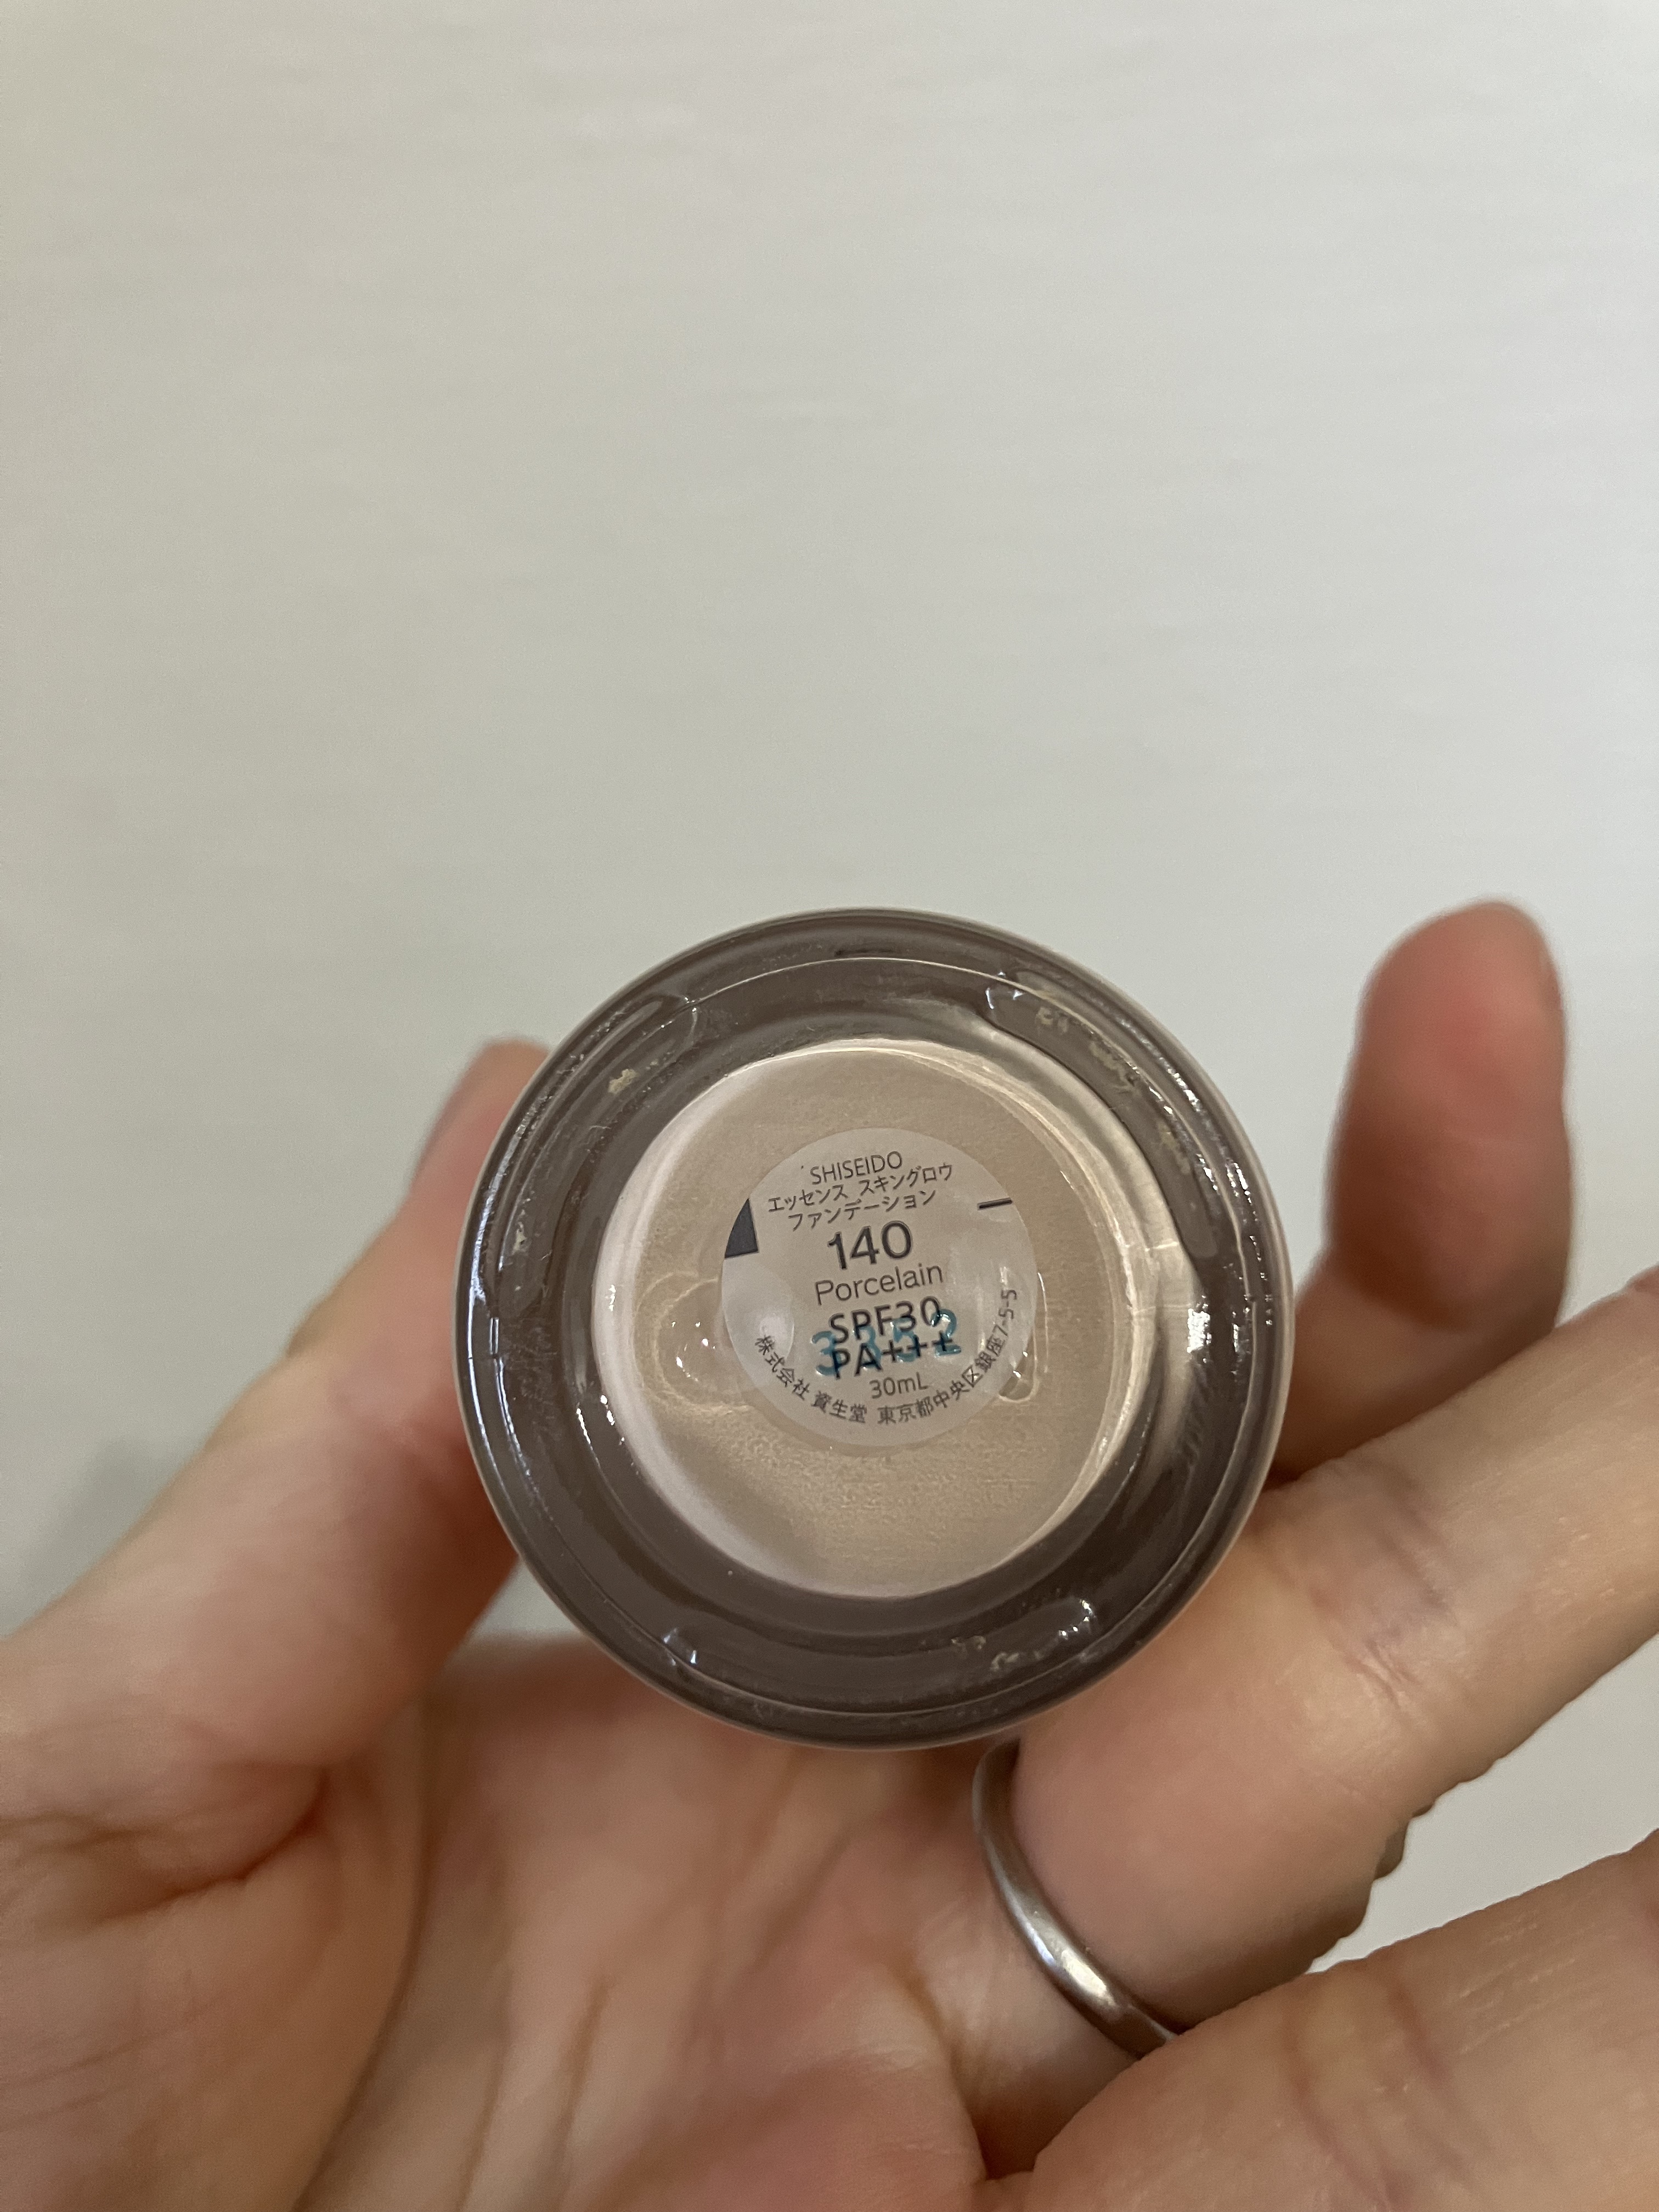 SHISEIDO
エッセンス スキングロウ
ファンデーション
140
Porcelain
SPF30
PA+++
30mL
株式会社 資生堂 東京都中央区銀座7-5-5